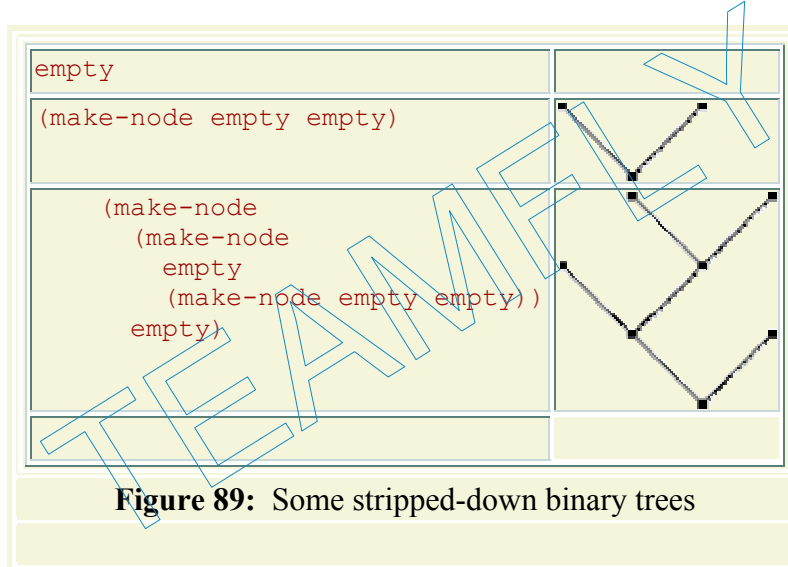 empty
(make-node empty empty)
(make-node
(make-node
empty
(make-node empty empty))
empty)
TEAMFLY
Figure 89: Some stripped-down binary trees